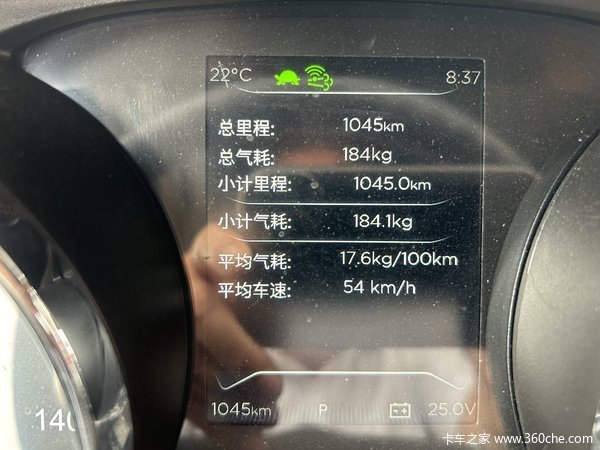 22°C 8:37
总里程: 1045km
总气耗: 184kg
小计里程: 1045.0km
小计气耗: 184.1kg
平均气耗: 17.6kg/100km
平均车速: 54 km/h
1045km P 25.0V
140
卡车之家 www.360che.com